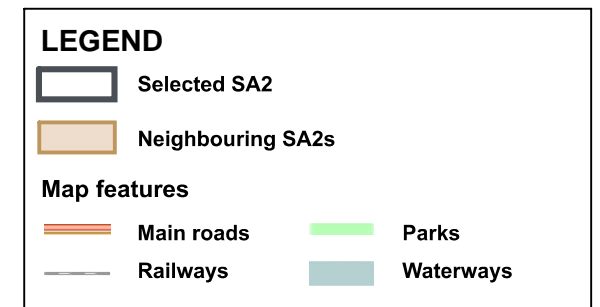 LEGEND
Selected SA2
Neighbouring SA2s
Map features
Main roads
Parks
Railways
Waterways